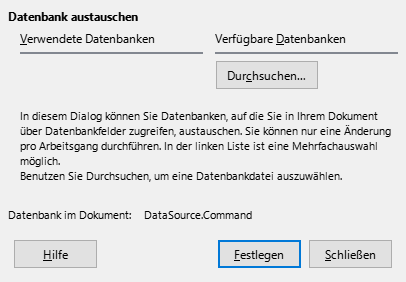 Datenbank austauschen
Verwendete Datenbanken
Verfügbare Datenbanken
Durchsuchen...
In diesem Dialog können Sie Datenbanken, auf die Sie in Ihrem Dokument
über Datenbankfelder zugreifen, austauschen. Sie können nur eine Änderung
pro Arbeitsgang durchführen. In der linken Liste ist eine Mehrfachauswahl
möglich.
Benutzen Sie Durchsuchen, um eine Datenbankdatei auszuwählen.
Datenbank im Dokument: DataSource.Command
Hilfe
Festlegen
Schließen